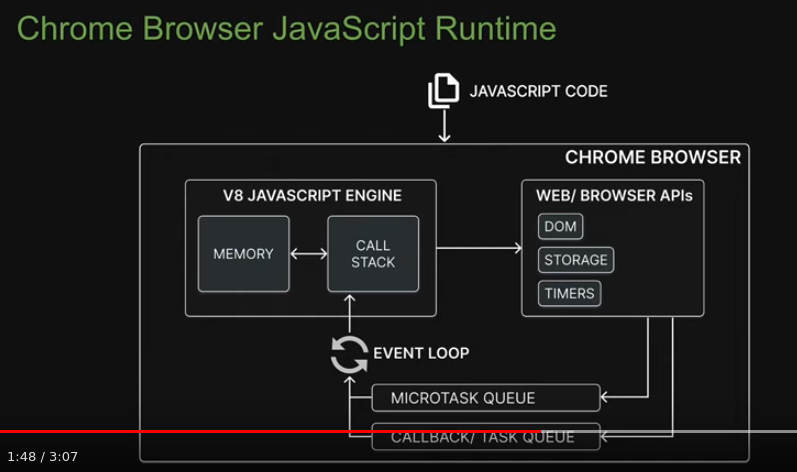 Chrome Browser JavaScript Runtime
JAVASCRIPT CODE
CHROME BROWSER
V8 JAVASCRIPT ENGINE
WEB/ BROWSER APIs
MEMORY
CALL
STACK
DOM
STORAGE
TIMERS
EVENT LOOP
MICROTASK QUEUE
CALLBACK/ TASK QUEUE
1:48 / 3:07